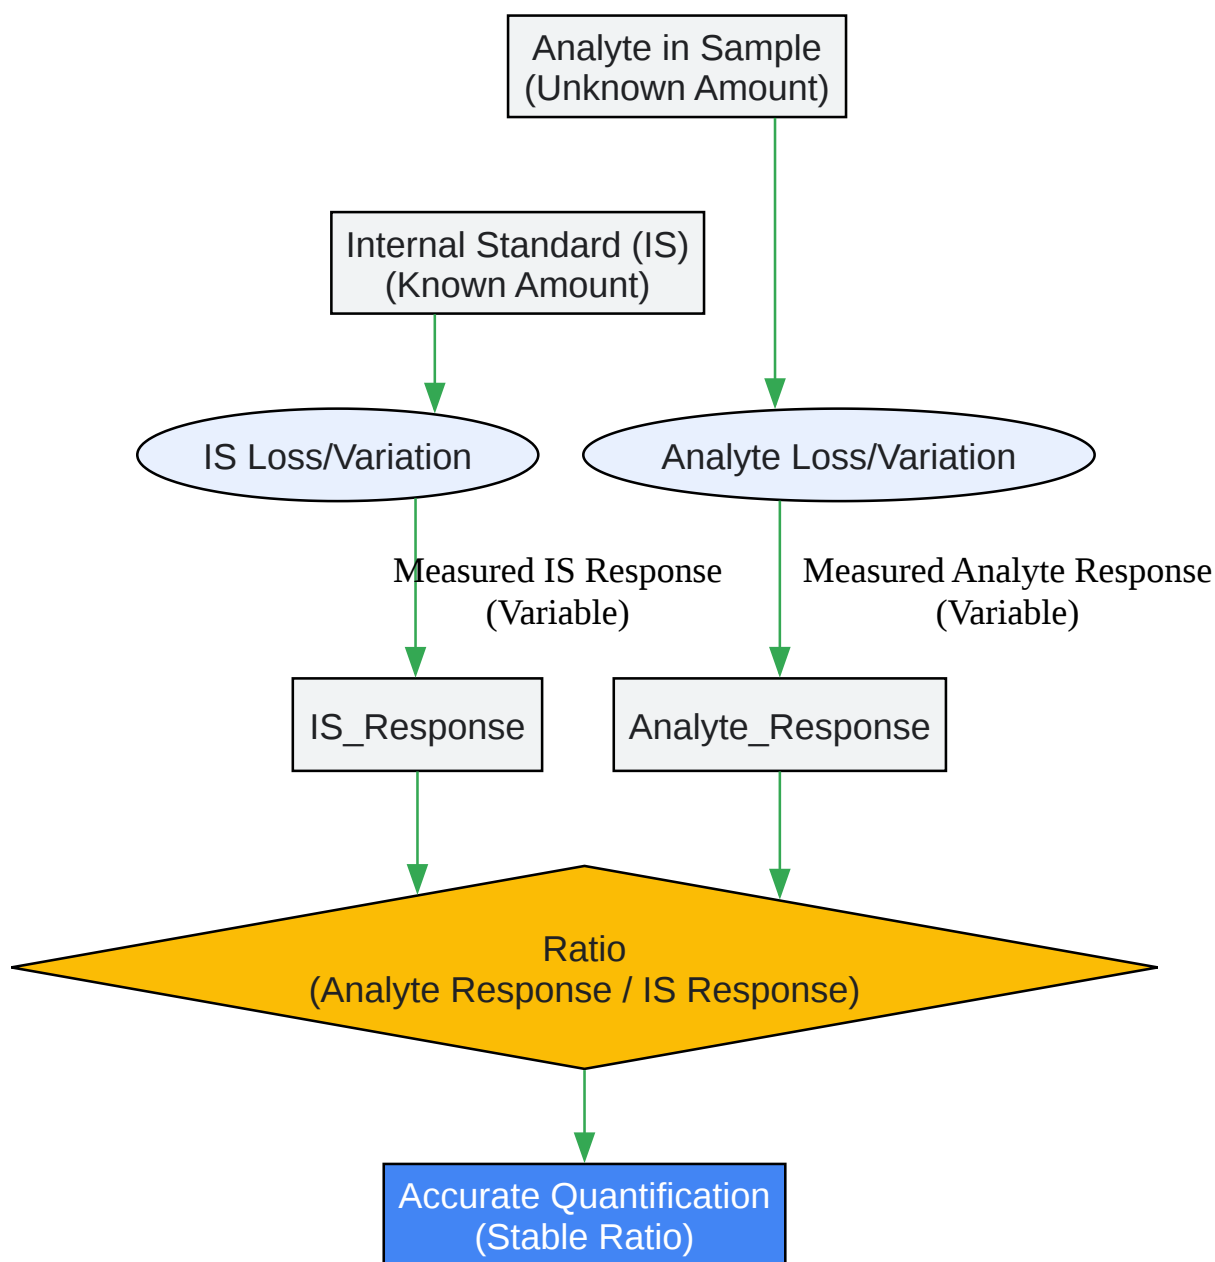 Analyte in Sample
(Unknown Amount)
Internal Standard (IS)
(Known Amount)
IS Loss/Variation
Analyte Loss/Variation
Measured IS Response
(Variable)
Measured Analyte Response
(Variable)
IS_Response
Analyte_Response
Ratio
(Analyte Response / IS Response)
Accurate Quantification
(Stable Ratio)